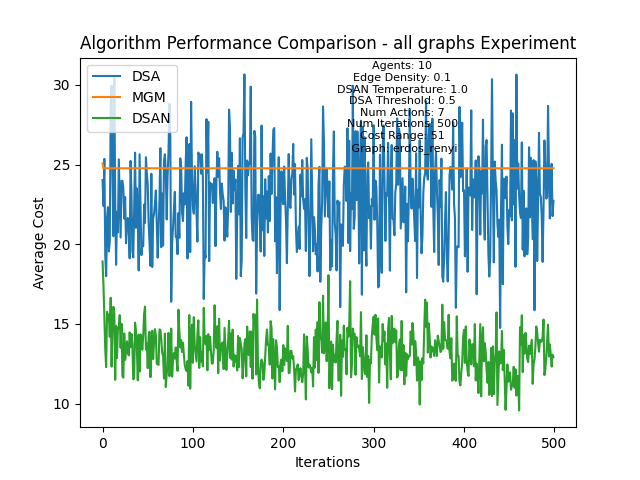 Algorithm Performance Comparison - all graphs Experiment
DSA
MGM
DSAN
Agents: 10
Edge Density: 0.1
DSAN Temperature: 1.0
DSA Threshold: 0.5
Num Actions: 7
Num Iterations: 500
Cost Range: 51
Graph: erdos_renyi
30
25
20
15
10
Average Cost
0
100
200
300
400
500
Iterations